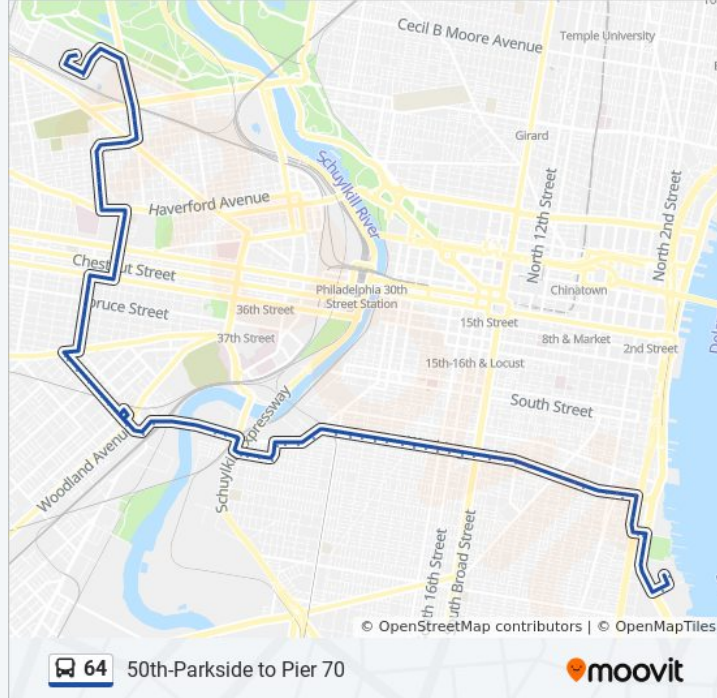 Cecil B Moore Avenue
Temple University
Girard
Schuylkill River
Haverford Avenue
North 12th Street
North 2nd Street
Chestnut Street
Philadelphia 30th
Street Station
Chinatown
Spruce Street
36th Street
15th Street
37th Street
8th & Market
2nd Street
15th-16th & Locust
South Street
Schuylkill Expressway
Woodland Avenue
16th Street
South Broad Street
© OpenStreetMap contributors | © OpenMapTiles
64
50th-Parkside to Pier 70
moovit